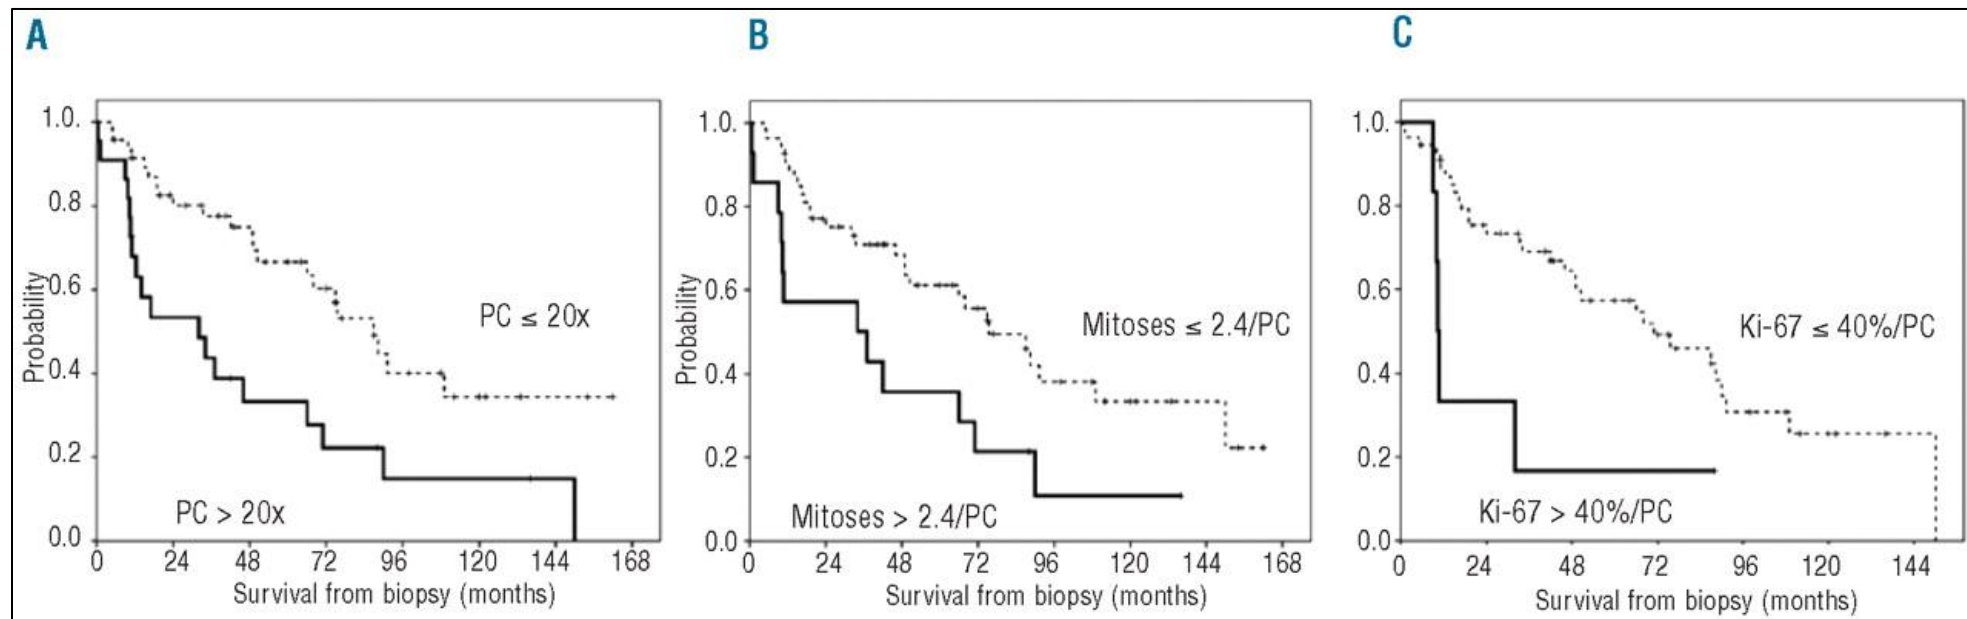 A
B
C
1.0.
0.8
0.6
0.4
0.2
0.0
Probability
PC ≤ 20x
PC > 20x
0 24 48 72 96 120 144 168
Survival from biopsy (months)
1.0.
0.8
0.6
0.4
0.2
0.0
Probability
Mitoses ≤ 2.4/PC
Mitoses > 2.4/PC
0 24 48 72 96 120 144 168
Survival from biopsy (months)
1.0.
0.8
0.6
0.4
0.2
0.0
Ki-67 ≤ 40%/PC
Ki-67 > 40%/PC
0 24 48 72 96 120 144
Survival from biopsy (months)